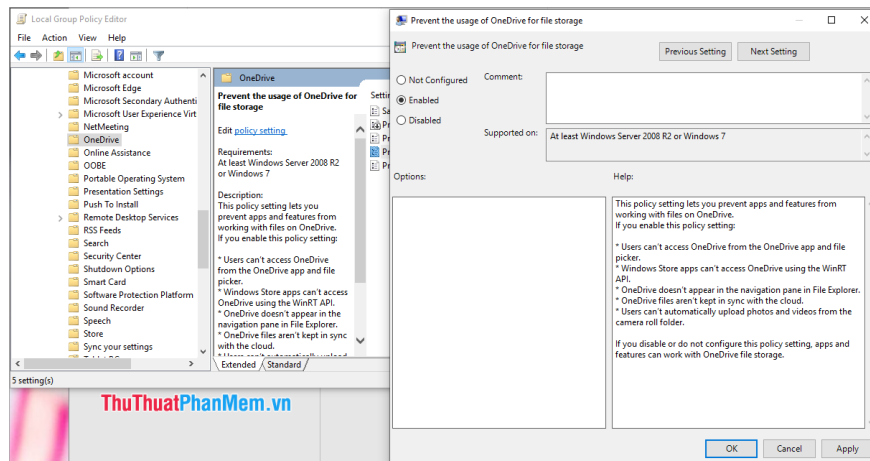 Local Group Policy Editor
File Action View Help
Microsoft account
Microsoft Edge
Microsoft Secondary Authenti
Microsoft User Experience Virt
NetMeeting
OneDrive
Online Assistance
OOBE
Portable Operating System
Presentation Settings
Push To Install
Remote Desktop Services
RSS Feeds
Search
Security Center
Shutdown Options
Smart Card
Software Protection Platform
Sound Recorder
Speech
Store
Sync your settings
OneDrive
Prevent the usage of OneDrive for
file storage
Edit policy setting
Requirements:
At least Windows Server 2008 R2
or Windows 7
Description:
This policy setting lets you
prevent apps and features from
working with files on OneDrive.
If you enable this policy setting:
* Users can't access OneDrive
from the OneDrive app and file
picker.
* Windows Store apps can't access
OneDrive using the WinRT API.
* OneDrive doesn't appear in the
navigation pane in File Explorer.
* OneDrive files aren't kept in sync
with the cloud.
* Users can't automatically upload
Settin
Sa
Pr
Pr
Pr
Pr
Extended Standard
5 setting(s)
ThuThuatPhanMem.vn
Prevent the usage of OneDrive for file storage
Prevent the usage of OneDrive for file storage
Previous Setting Next Setting
Not Configured
Enabled
Disabled
Comment:
Supported on:
At least Windows Server 2008 R2 or Windows 7
Options:
Help:
This policy setting lets you prevent apps and features from
working with files on OneDrive.
If you enable this policy setting:
* Users can't access OneDrive from the OneDrive app and file
picker.
* Windows Store apps can't access OneDrive using the WinRT
API.
* OneDrive doesn't appear in the navigation pane in File Explorer.
* OneDrive files aren't kept in sync with the cloud.
* Users can't automatically upload photos and videos from the
camera roll folder.
If you disable or do not configure this policy setting, apps and
features can work with OneDrive file storage.
OK Cancel Apply